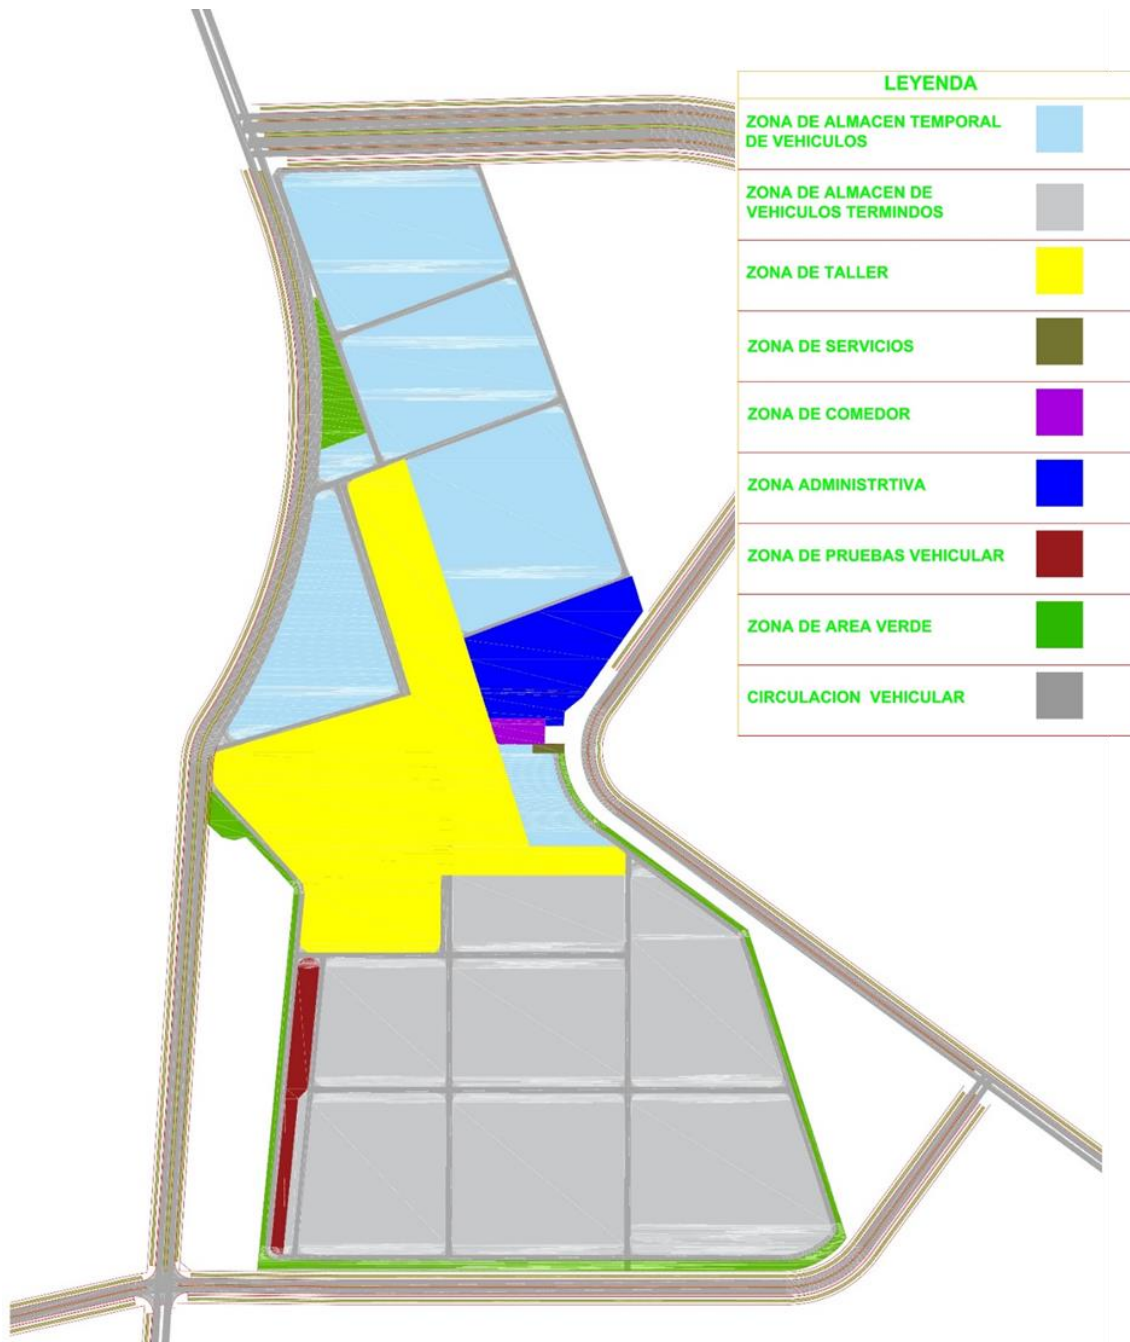 LEYENDA
ZONA DE ALMACEN TEMPORAL
DE VEHICULOS
ZONA DE ALMACEN DE
VEHICULOS TERMINDOS
ZONA DE TALLER
ZONA DE SERVICIOS
ZONA DE COMEDOR
ZONA ADMINISTRTIVA
ZONA DE PRUEBAS VEHICULAR
ZONA DE AREA VERDE
CIRCULACION VEHICULAR